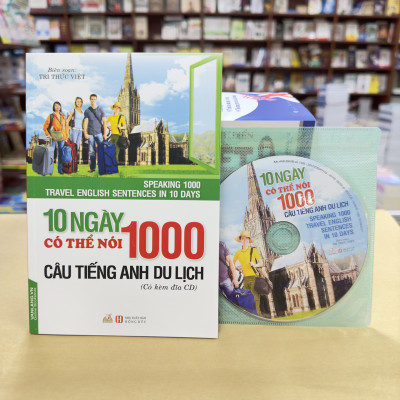 Biên soạn:
TRI THỨC VIỆT
SPEAKING 1000
TRAVEL ENGLISH SENTENCES IN 10 DAYS
10 NGÀY
CÓ THỂ NÓI
1000
CÂU TIẾNG ANH DU LỊCH
(Có kèm đĩa CD)
VANLANG.VN
10 NGÀY
CÓ THỂ NÓI
1000
CÂU TIẾNG ANH DU LỊCH
SPEAKING 1000
TRAVEL ENGLISH
SENTENCES
IN 10 DAYS